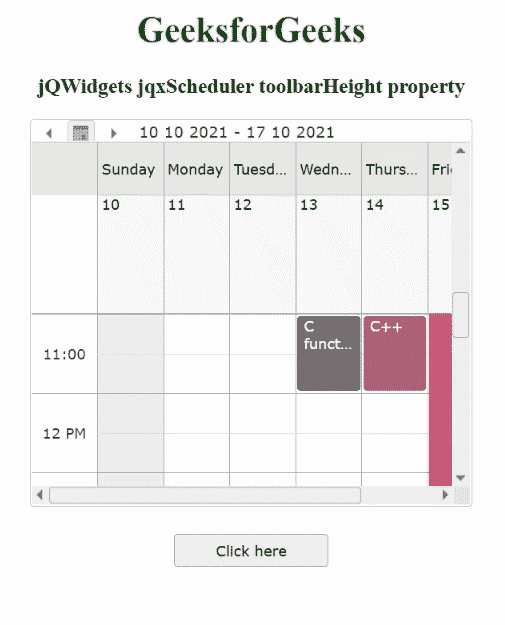 GeeksforGeeks
jQWidgets jqxScheduler toolbarHeight property
10 10 2021 - 17 10 2021
Sunday Monday Tuesd... Wedn... Thurs... Fri
10 11 12 13 14 15
11:00
C
funct...
C++
12 PM
Click here